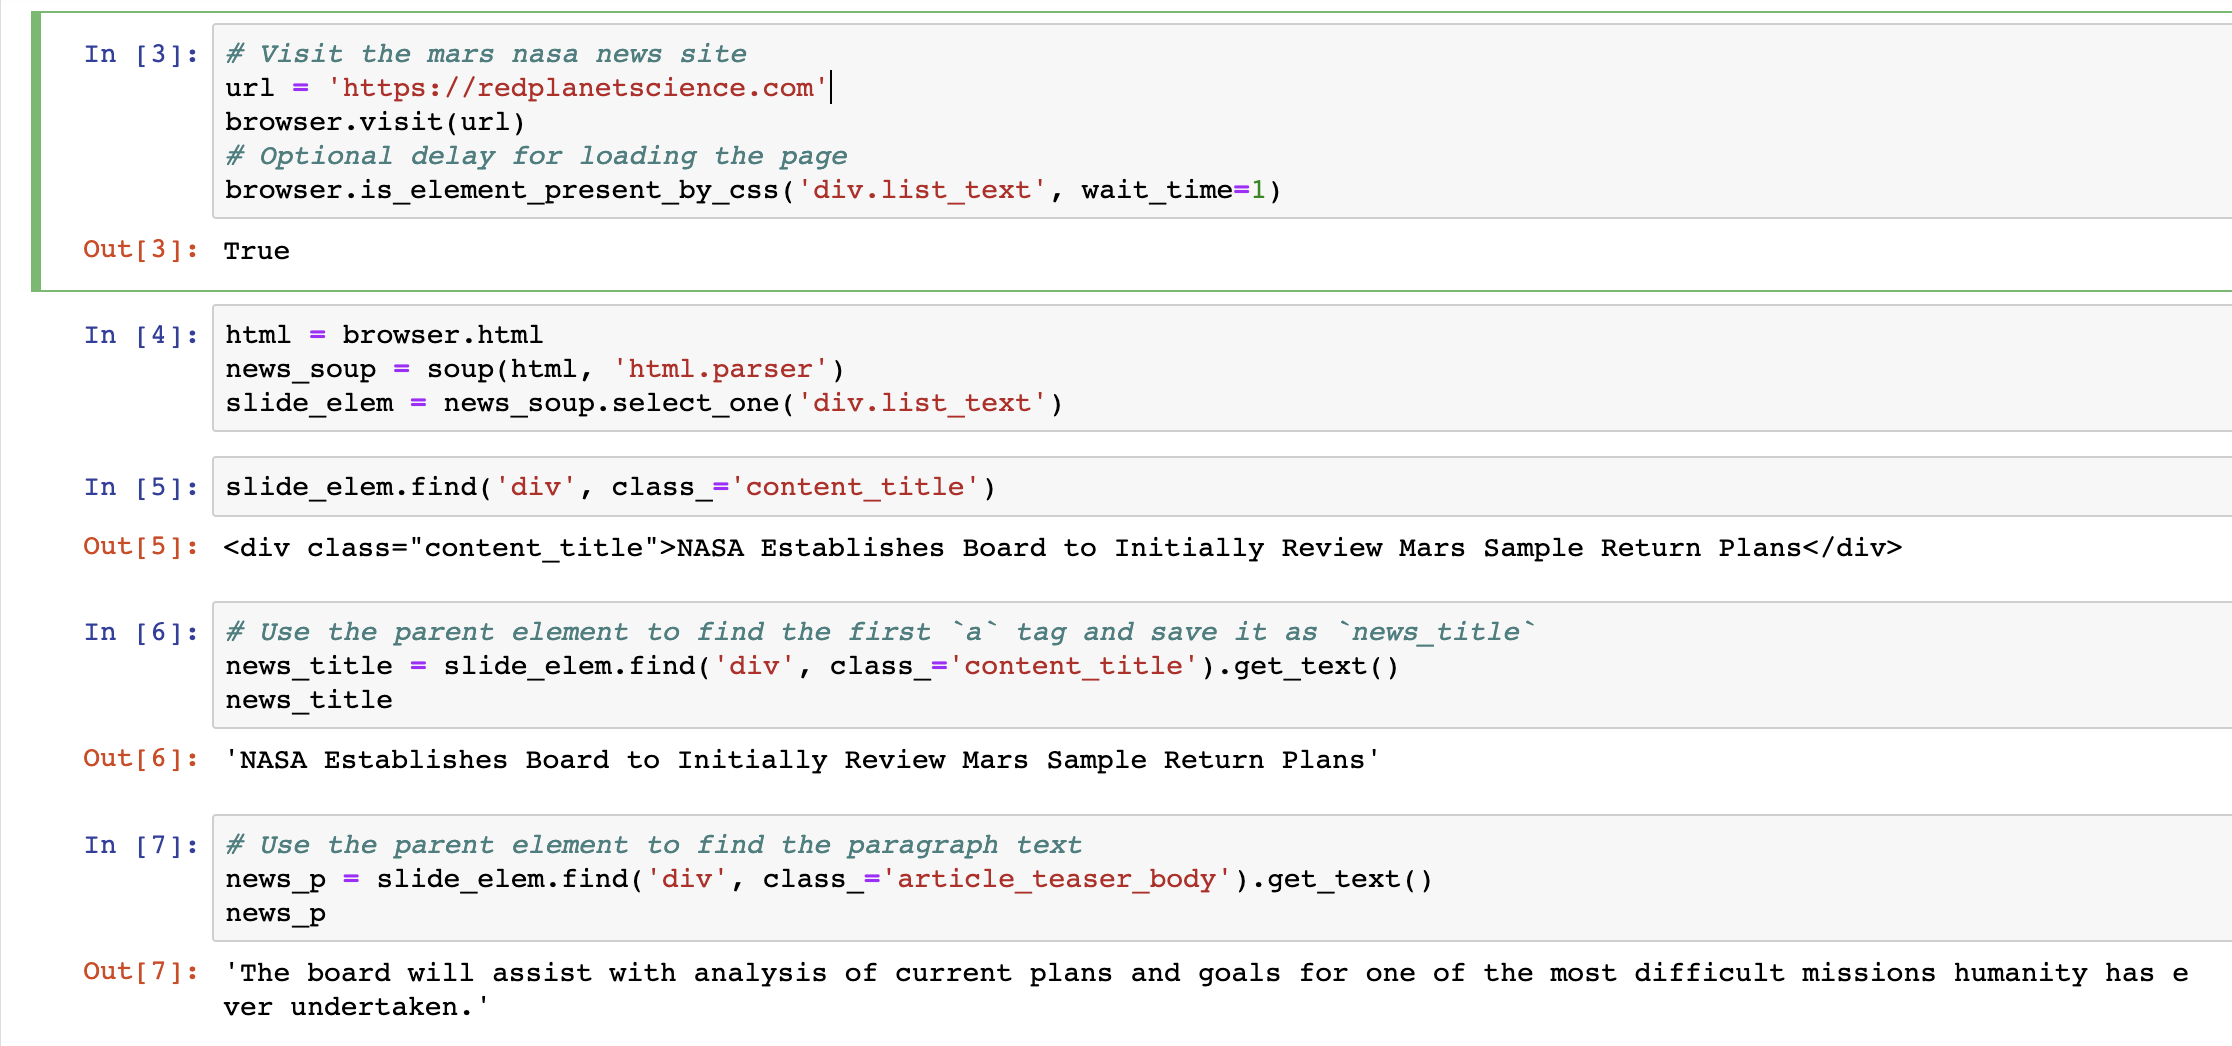 In [3]: # Visit the mars nasa news site
url = 'https://redplanetscience.com'
browser.visit(url)
# Optional delay for loading the page
browser.is_element_present_by_css('div.list_text', wait_time=1)
Out[3]: True
In [4]: html = browser.html
news_soup = soup(html, 'html.parser')
slide_elem = news_soup.select_one('div.list_text')
In [5]: slide_elem.find('div', class_='content_title')
Out[5]: <div class="content_title">NASA Establishes Board to Initially Review Mars Sample Return Plans</div>
In [6]: # Use the parent element to find the first `a` tag and save it as `news_title`
news_title = slide_elem.find('div', class_='content_title').get_text()
news_title
Out[6]: 'NASA Establishes Board to Initially Review Mars Sample Return Plans'
In [7]: # Use the parent element to find the paragraph text
news_p = slide_elem.find('div', class_='article_teaser_body').get_text()
news_p
Out[7]: 'The board will assist with analysis of current plans and goals for one of the most difficult missions humanity has e
ver undertaken.'